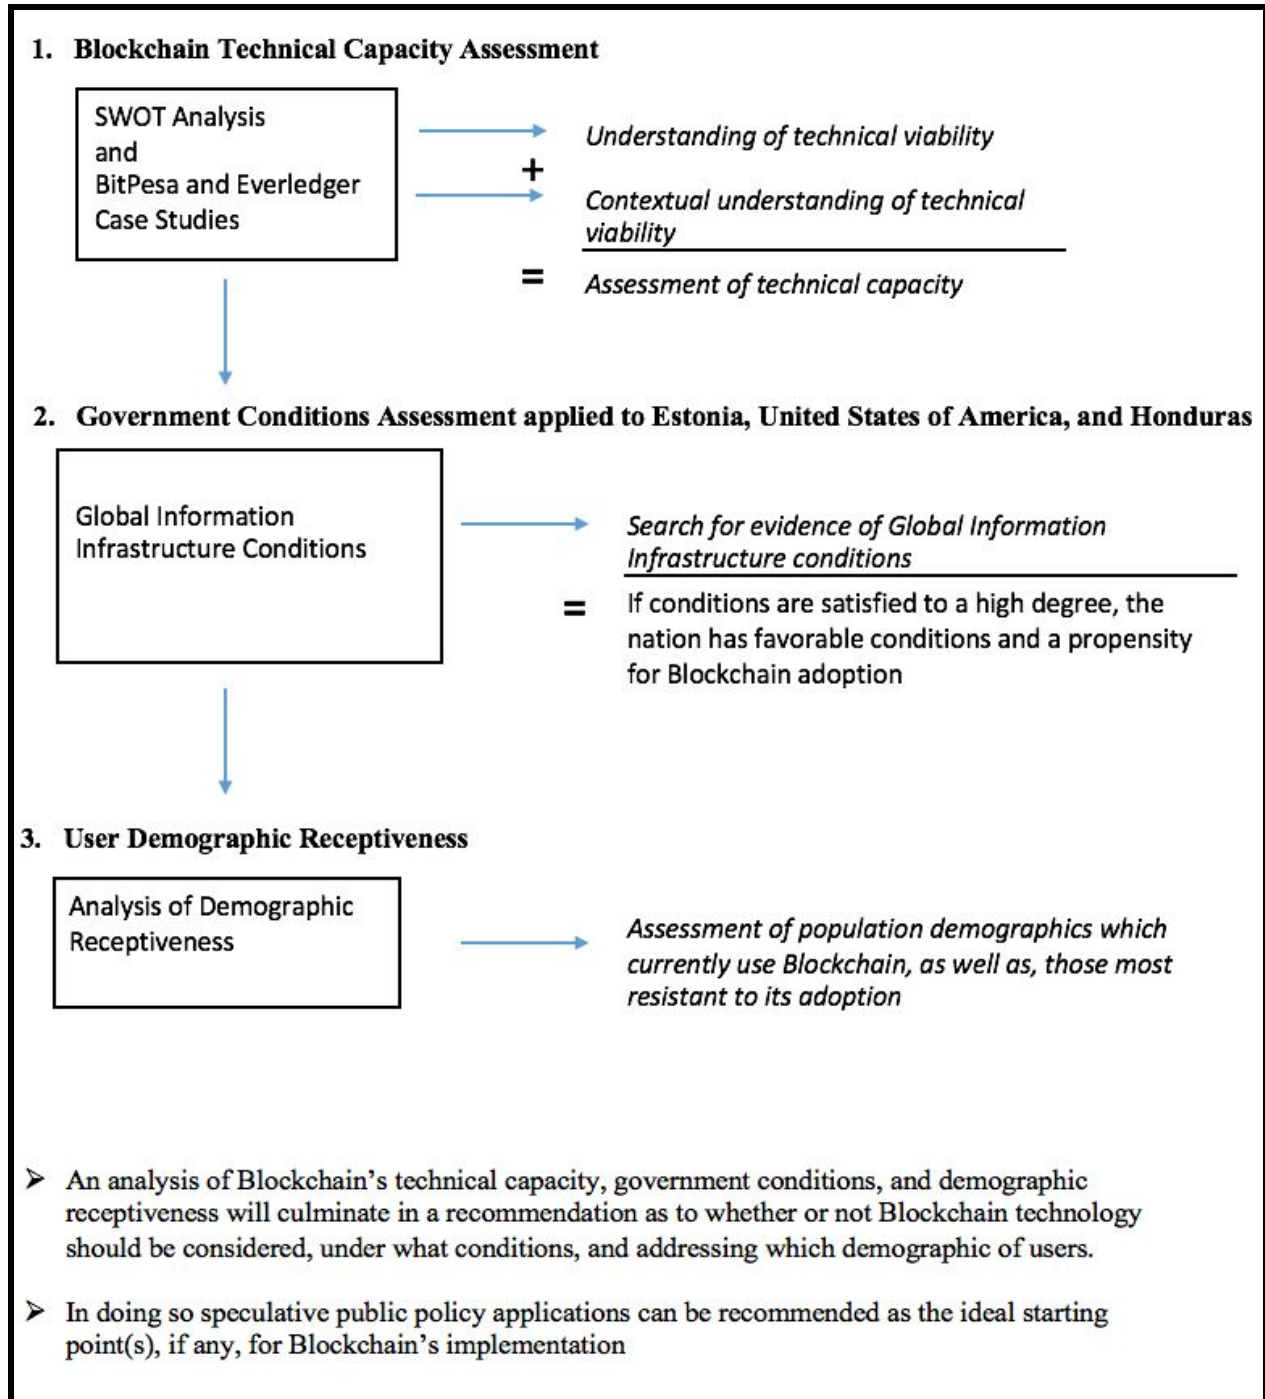 1. Blockchain Technical Capacity Assessment
SWOT Analysis
and
BitPesa and Everledger
Case Studies
Understanding of technical viability
+
Contextual understanding of technical
viability
=
Assessment of technical capacity
2. Government Conditions Assessment applied to Estonia, United States of America, and Honduras
Global Information
Infrastructure Conditions
Search for evidence of Global Information
Infrastructure conditions
=
If conditions are satisfied to a high degree, the
nation has favorable conditions and a propensity
for Blockchain adoption
3. User Demographic Receptiveness
Analysis of Demographic
Receptiveness
Assessment of population demographics which
currently use Blockchain, as well as, those most
resistant to its adoption
➢ An analysis of Blockchain’s technical capacity, government conditions, and demographic
receptiveness will culminate in a recommendation as to whether or not Blockchain technology
should be considered, under what conditions, and addressing which demographic of users.
➢ In doing so speculative public policy applications can be recommended as the ideal starting
point(s), if any, for Blockchain’s implementation